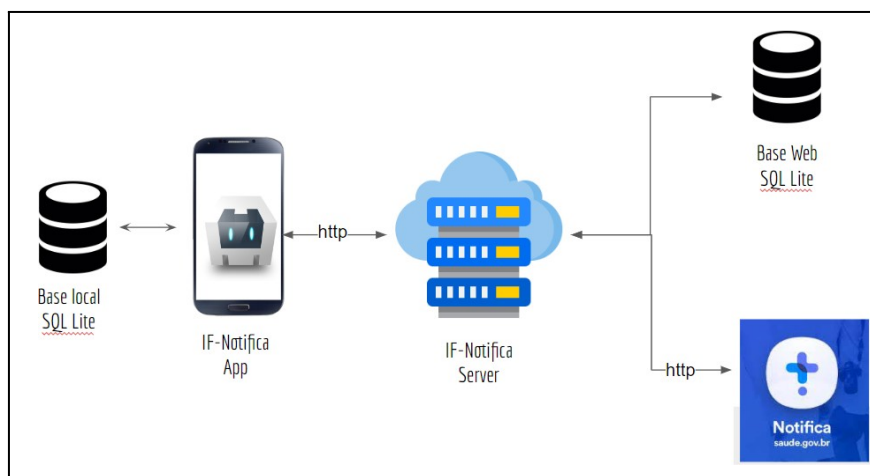 Base local
SQL Lite
IF-Notifica
App
http
IF-Notifica
Server
Base Web
SQL Lite
http
Notifica
saude.gov.br